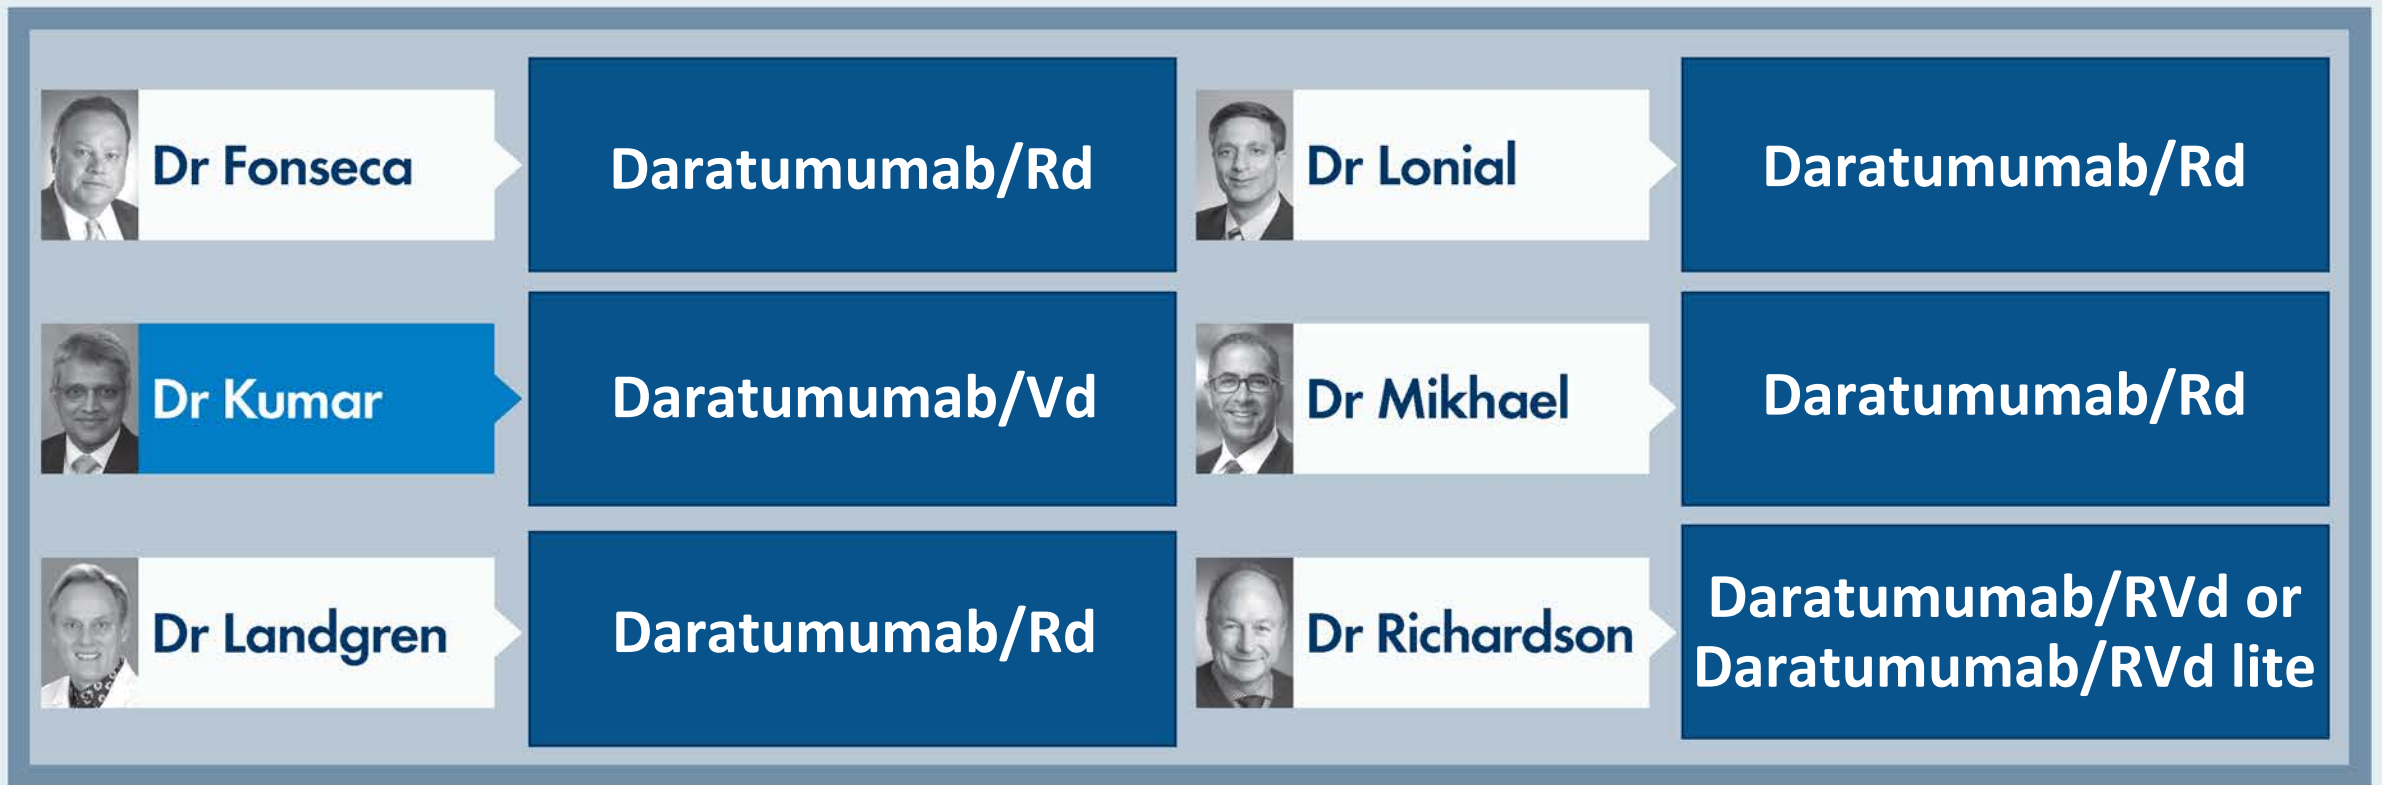 Dr Fonseca
Daratumumab/Rd
Dr Lonial
Daratumumab/Rd
Dr Kumar
Daratumumab/Vd
Dr Mikhael
Daratumumab/Rd
Dr Landgren
Daratumumab/Rd
Dr Richardson
Daratumumab/RVd or
Daratumumab/RVd lite